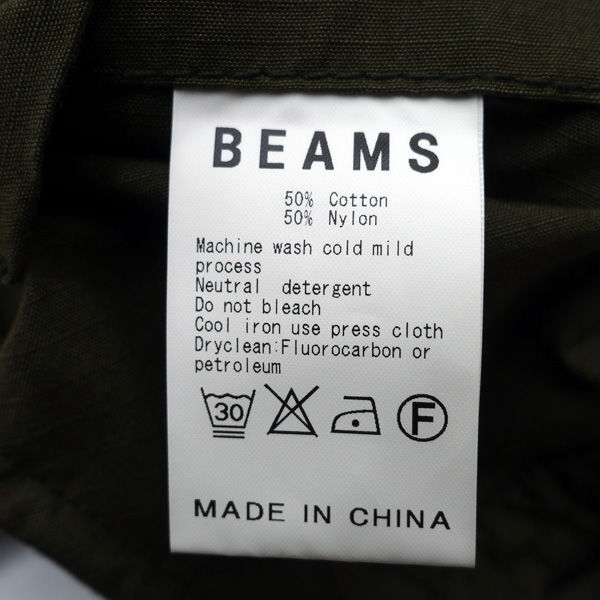 BEAMS
50% Cotton
50% Nylon
Machine wash cold mild
process
Neutral detergent
Do not bleach
Cool iron use press cloth
Dryclean:Fluorocarbon or
petroleum
30 F
MADE IN CHINA